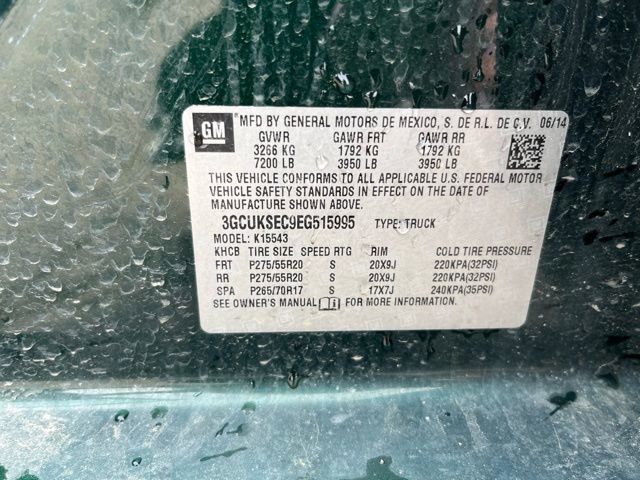 GM
MFD BY GENERAL MOTORS DE MEXICO, S. DE R.L. DE C.V. 06/14
GVWR GAWR FRT GAWR RR
3266 KG 1792 KG 1792 KG
7200 LB 3950 LB 3950 LB
THIS VEHICLE CONFORMS TO ALL APPLICABLE U.S. FEDERAL MOTOR
VEHICLE SAFETY STANDARDS IN EFFECT ON THE DATE OF
MANUFACTURE SHOWN ABOVE.
3GCUKSEC9EG515995 TYPE: TRUCK
MODEL: K15543
KHCB TIRE SIZE SPEED RTG RIM COLD TIRE PRESSURE
FRT P275/55R20 S 20X9J 220KPA(32PSI)
RR P275/55R20 S 20X9J 220KPA(32PSI)
SPA P265/70R17 S 17X7J 240KPA(35PSI)
SEE OWNER'S MANUAL FOR MORE INFORMATION.